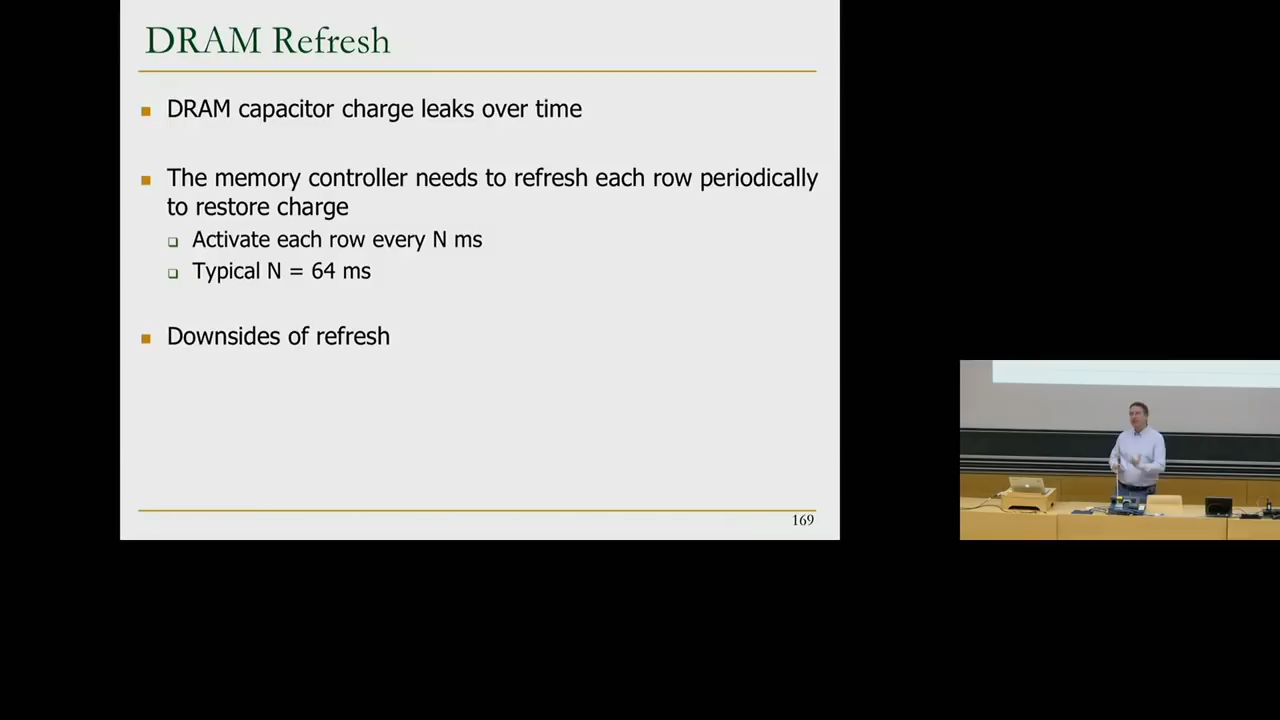 DRAM Refresh
DRAM capacitor charge leaks over time
The memory controller needs to refresh each row periodically
to restore charge
Activate each row every N ms
Typical N = 64 ms
Downsides of refresh
169